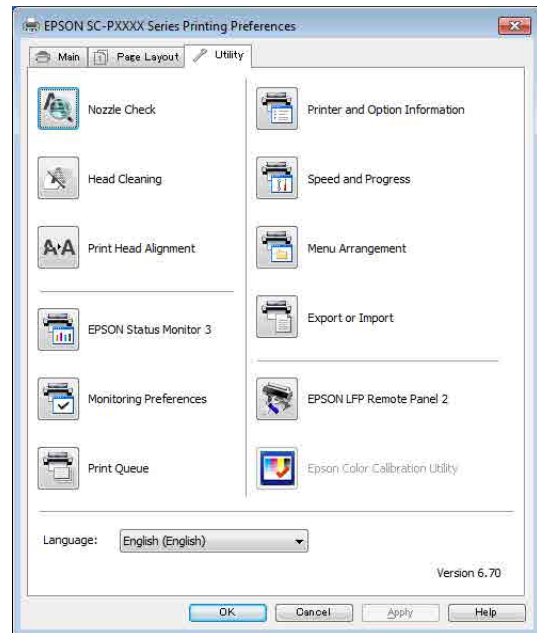 EPSON SC-PXXXX Series Printing Preferences
Main
Page Layout
Utility
Nozzle Check
Printer and Option Information
Head Cleaning
Speed and Progress
A A Print Head Alignment
Menu Arrangement
EPSON Status Monitor 3
Export or Import
Monitoring Preferences
EPSON LFP Remote Panel 2
Print Queue
Epson Color Calibration Utility
Language: English (English)
Version 6.70
OK Cancel Apply Help